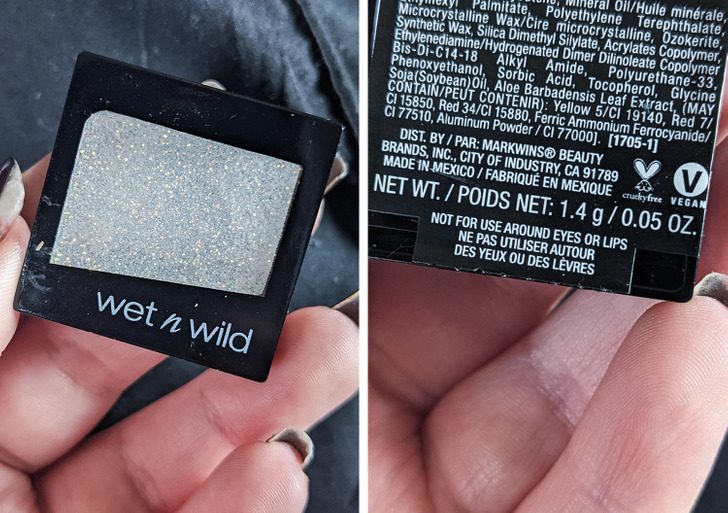 wet n wild
Mineral Oil/Huile minérale,
Palmitate, Polyethylene Terephthalate
Microcrystalline Wax/Cire microcrystalline, Ozokerite,
Synthetic Wax, Silica Dimethyl Silylate, Acrylates Copolymer,
Ethylenediamine/Hydrogenated Dimer Dilinoleate Copolymer,
Bis-Di-C14-18 Alkyl Amide, Polyurethane-33,
Phenoxyethanol, Sorbic Acid, Tocopherol, Glycine
Soja(Soybean)Oil, Aloe Barbadensis Leaf Extract, (MAY
CONTAIN/PEUT CONTENIR): Yellow 5/CI 19140, Red 7/
CI 15850, Red 34/CI 15880, Ferric Ammonium Ferrocyanide/
CI 77510, Aluminum Powder / CI 77000]. [1705-1]
DIST. BY / PAR: MARKWINS® BEAUTY
BRANDS, INC., CITY OF INDUSTRY, CA 91789
MADE IN MEXICO / FABRIQUÉ EN MEXIQUE
crueltyfree
V
VEGAN
NET WT. / POIDS NET: 1.4 g / 0.05 OZ.
NOT FOR USE AROUND EYES OR LIPS
NE PAS UTILISER AUTOUR
DES YEUX OU DES LÈVRES